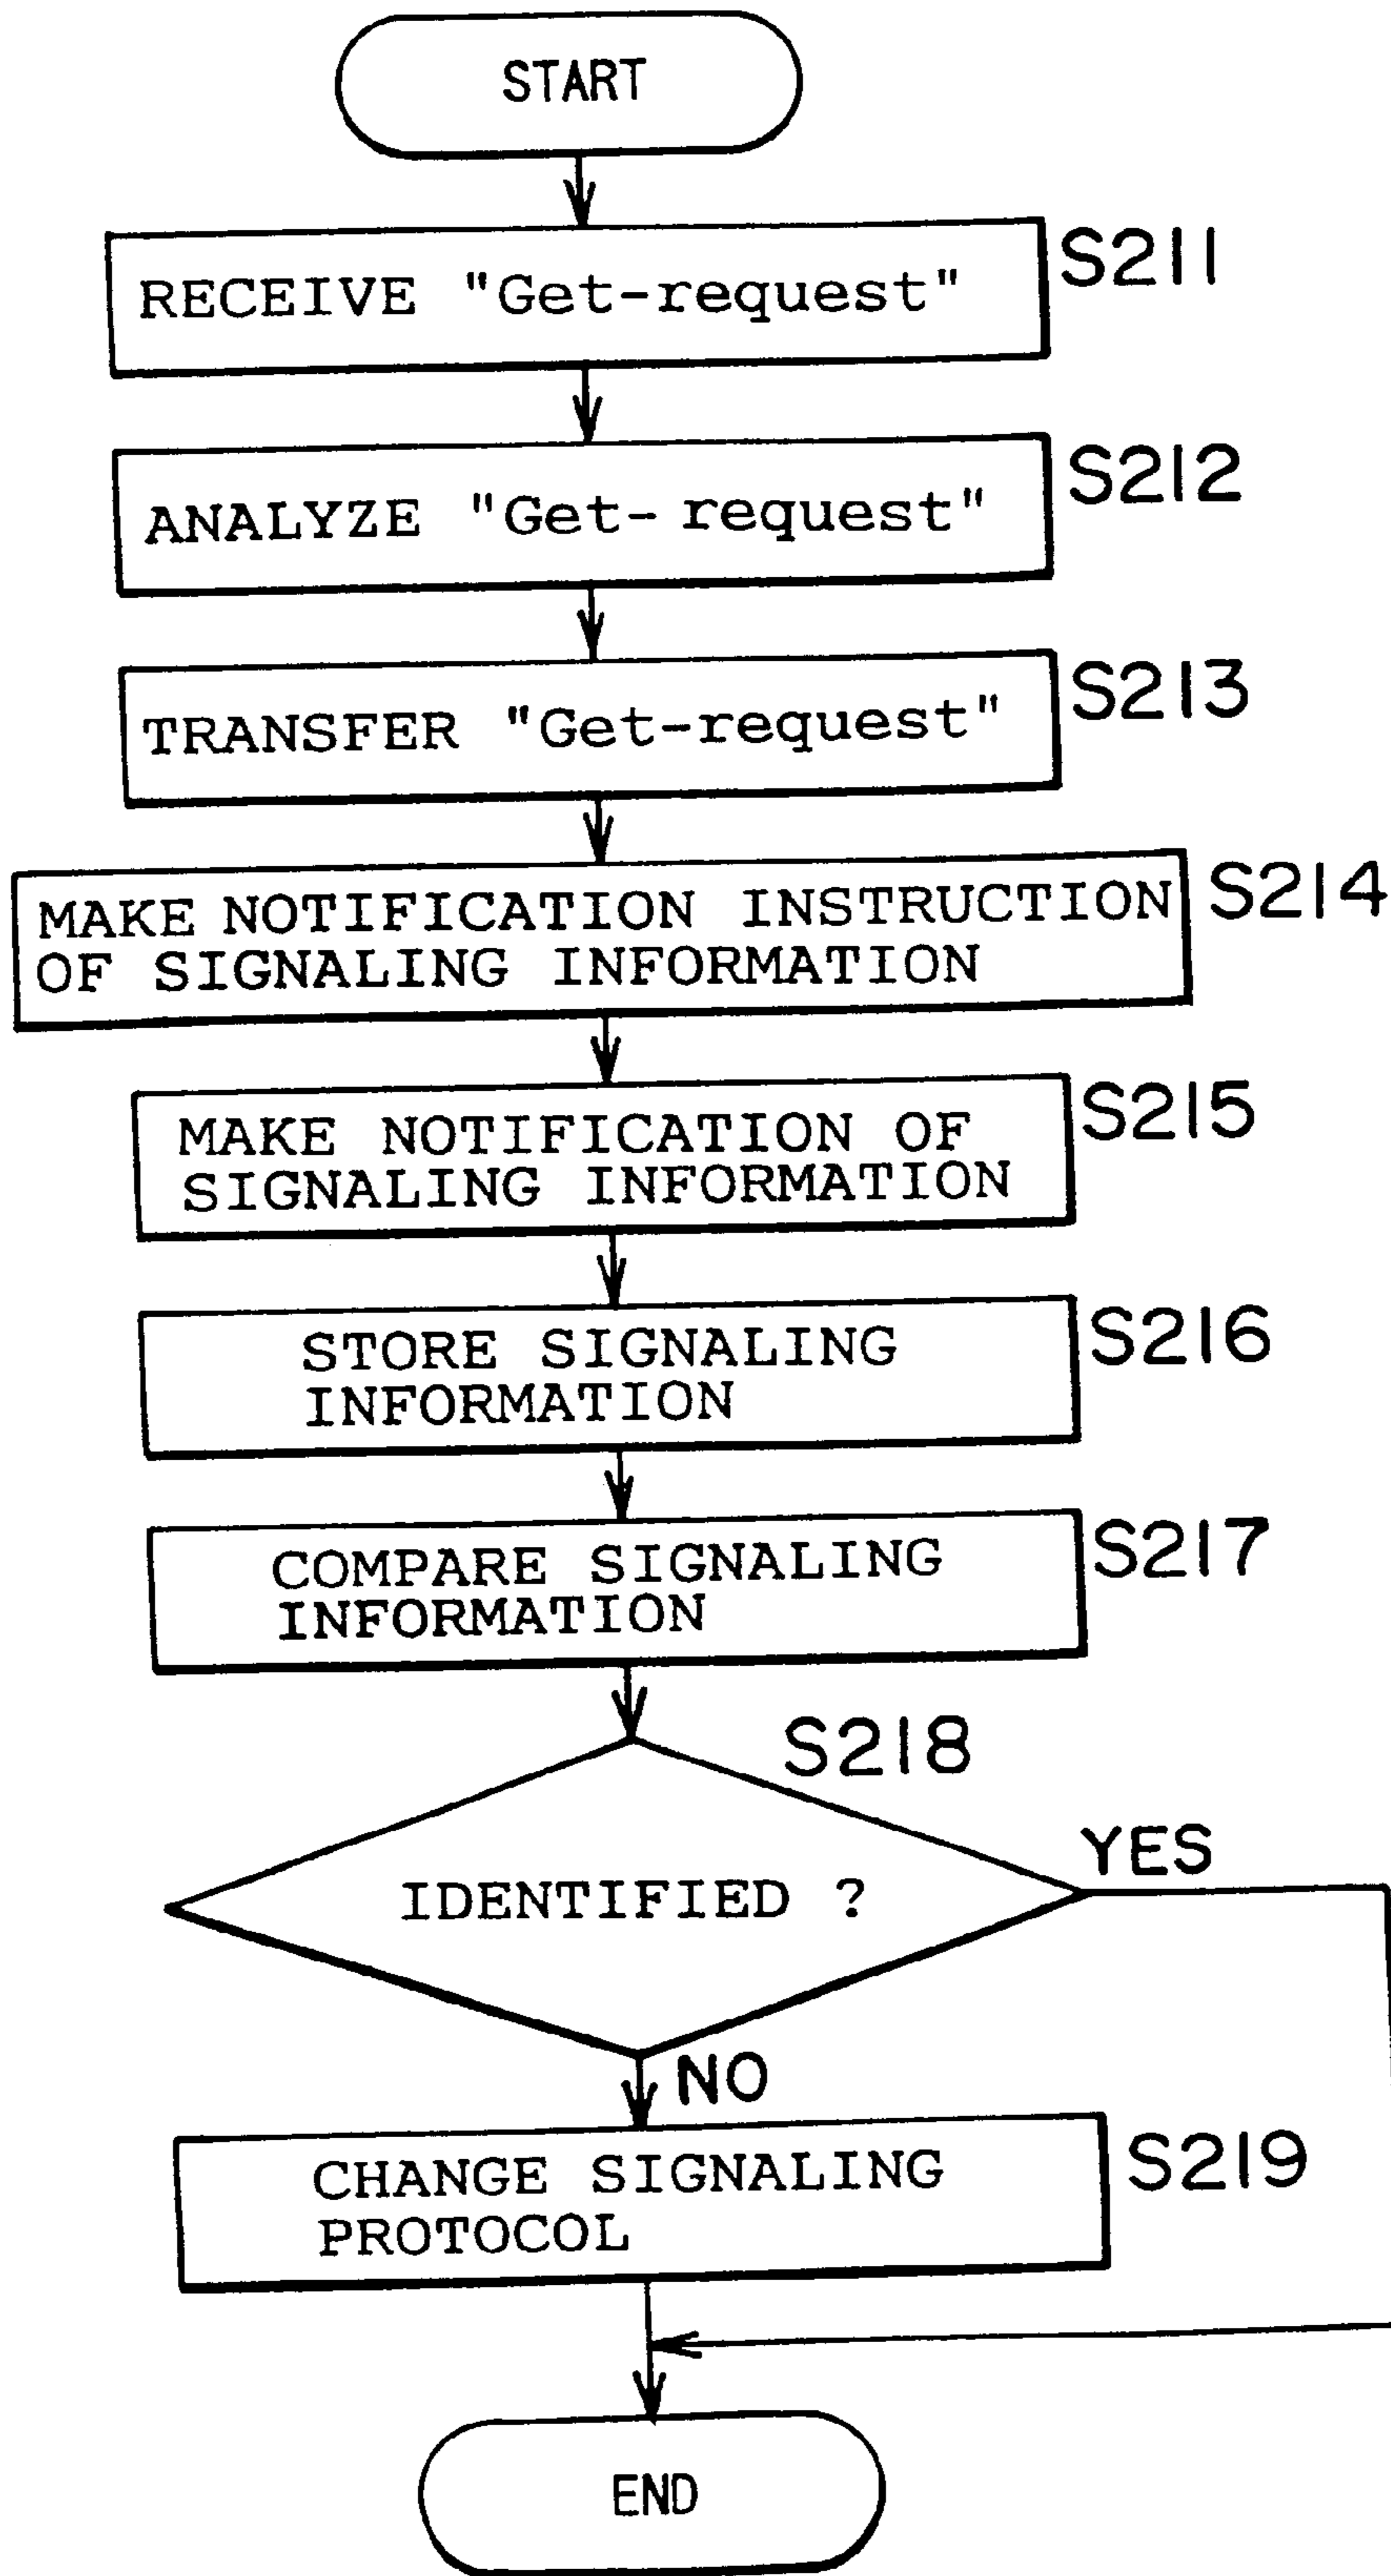 START
RECEIVE "Get-request"
S211
ANALYZE "Get- request"
S212
TRANSFER "Get-request"
S213
MAKE NOTIFICATION INSTRUCTION
OF SIGNALING INFORMATION
S214
MAKE NOTIFICATION OF
SIGNALING INFORMATION
S215
STORE SIGNALING
INFORMATION
S216
COMPARE SIGNALING
INFORMATION
S217
S218
IDENTIFIED ?
YES
NO
CHANGE SIGNALING
PROTOCOL
S219
END